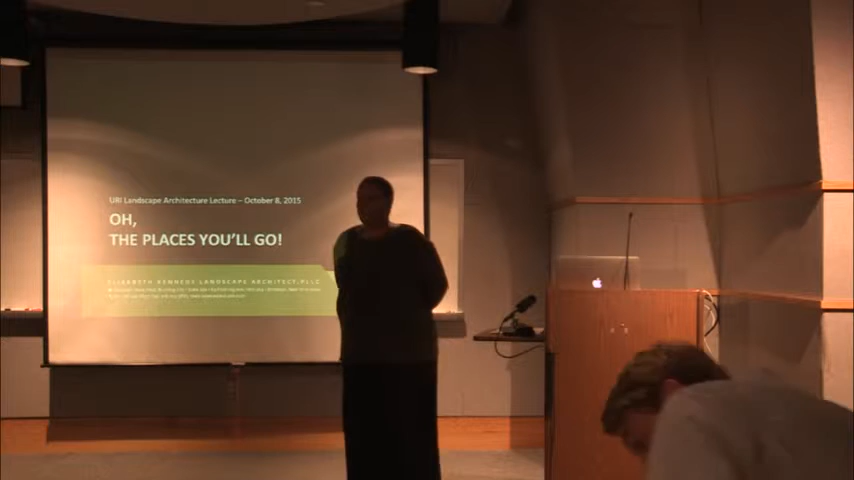 URI Landscape Architecture Lecture – October 8, 2015
OH,
THE PLACES YOU'LL GO!
ELIZABETH KENNEDY LANDSCAPE ARCHITECT, PLLC